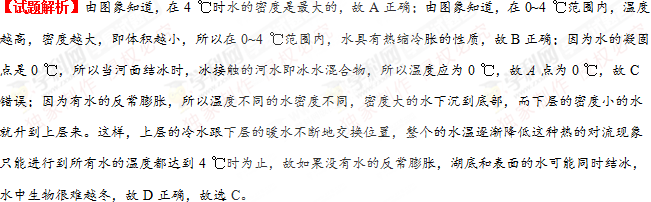 【试题解析】由图象知道，在 4 ℃时水的密度是最大的，故 A 正确；由图象知道，在 0~4 ℃范围内，温度
越高，密度越大，即体积越小，所以在 0~4 ℃范围内，水具有热缩冷胀的性质，故 B 正确；因为水的凝固
点是 0 ℃，所以当河面结冰时，冰接触的河水即冰水混合物，所以温度应为 0 ℃，故 A 点为 0 ℃，故 C
错误；因为有水的反常膨胀，所以温度不同的水密度不同，密度大的水下沉到底部，而下层的密度小的水
就升到上层来。这样，上层的冷水跟下层的暖水不断地交换位置，整个的水温逐渐降低这种热的对流现象
只能进行到所有水的温度都达到 4 ℃时为止，故如果没有水的反常膨胀，湖底和表面的水可能同时结冰，
水中生物很难越冬，故 D 正确，故选 C。